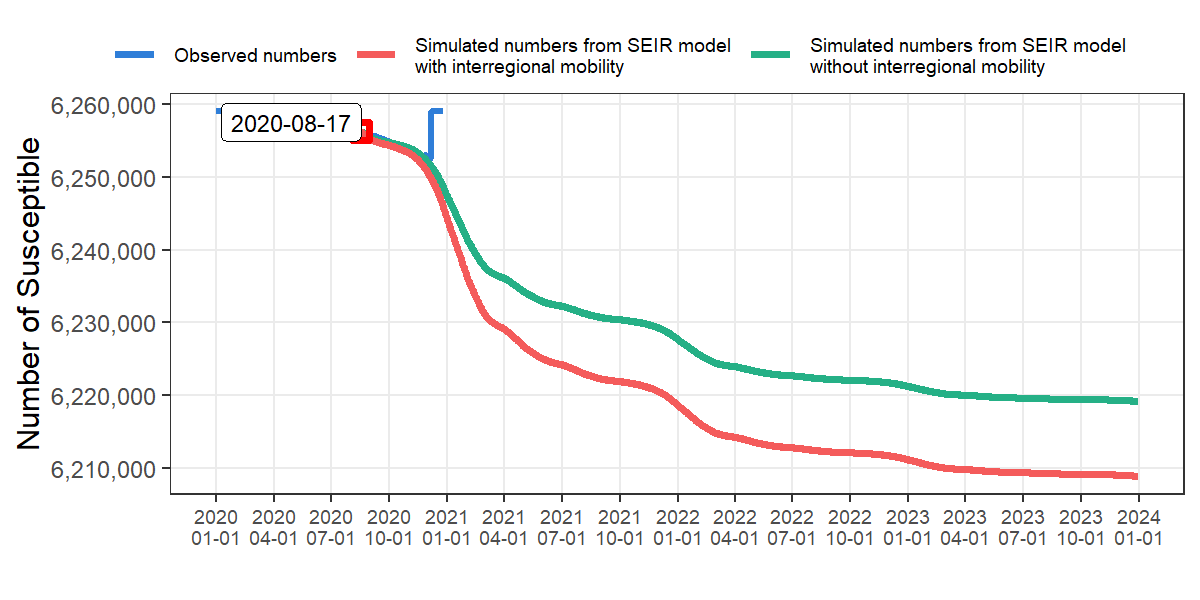 Observed numbers
Simulated numbers from SEIR model
with interregional mobility
Simulated numbers from SEIR model
without interregional mobility
Number of Susceptible
6,260,000
6,250,000
6,240,000
6,230,000
6,220,000
6,210,000
2020-08-17
2020 2020 2020 2020 2021 2021 2021 2021 2022 2022 2022 2022 2023 2023 2023 2023 2024
01-01 04-01 07-01 10-01 01-01 04-01 07-01 10-01 01-01 04-01 07-01 10-01 01-01 04-01 07-01 10-01 01-01